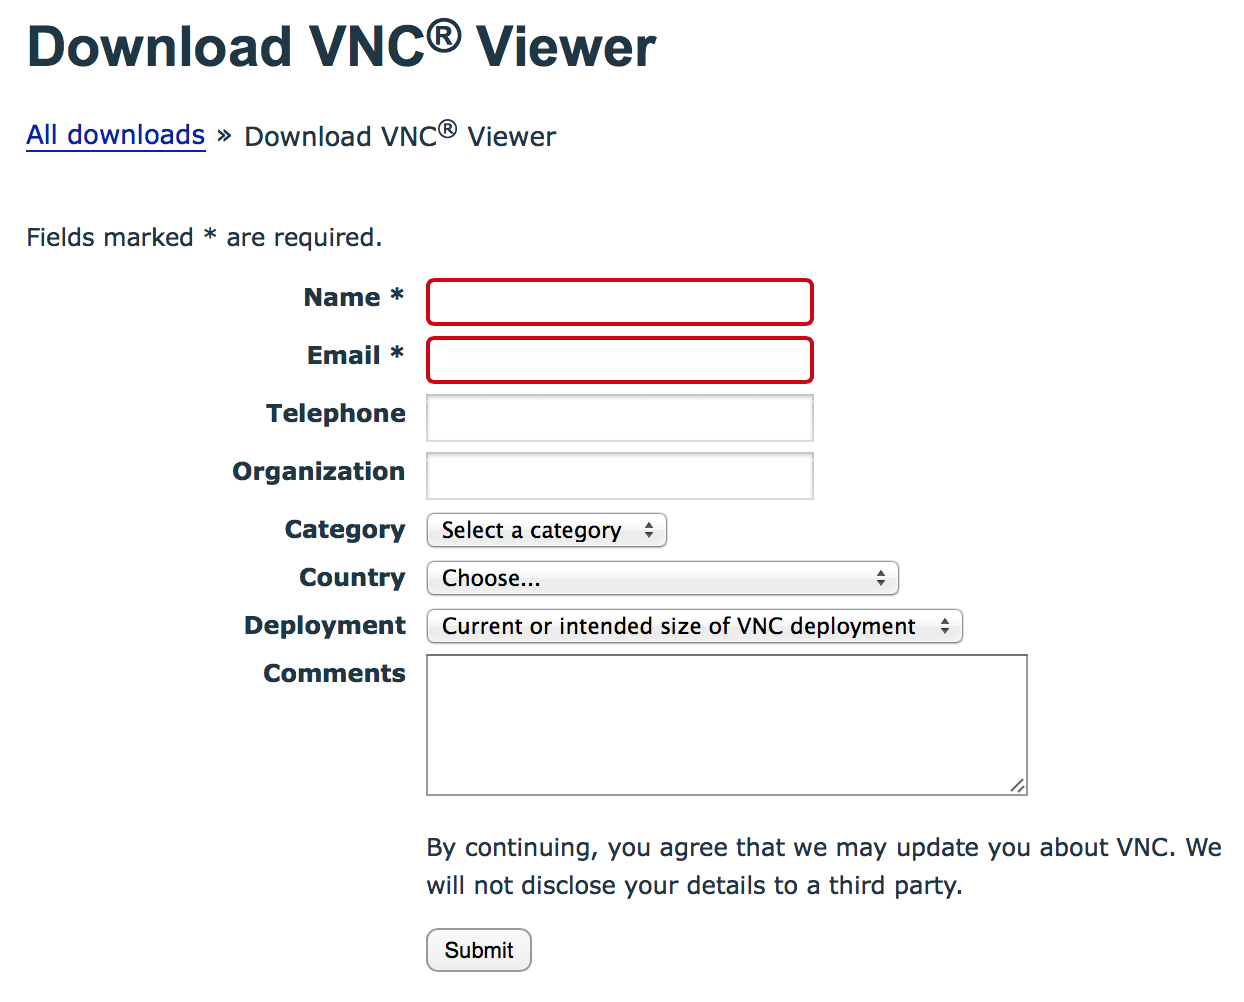 Download VNC® Viewer
All downloads » Download VNC® Viewer
Fields marked * are required.
Name *
Email *
Telephone
Organization
Category Select a category
Country Choose...
Deployment Current or intended size of VNC deployment
Comments
By continuing, you agree that we may update you about VNC. We
will not disclose your details to a third party.
Submit